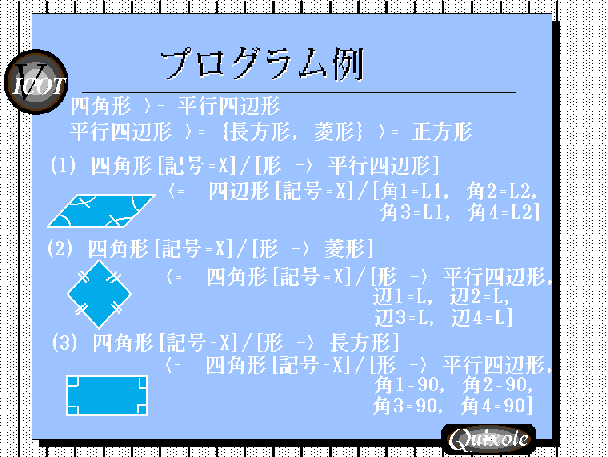 プログラム例
ICOT
四角形 >- 平行四辺形
平行四辺形 >= {長方形, 菱形} >= 正方形
(1) 四角形[記号=X]/[形 -> 平行四辺形]
<= 四辺形[記号=X]/[角1=L1, 角2=L2,
角3=L1, 角4=L2]
(2) 四角形[記号=X]/[形 -> 菱形]
<= 四角形[記号=X]/[形 -> 平行四辺形,
辺1=L, 辺2=L,
辺3=L, 辺4=L]
(3) 四角形[記号-X]/[形 -> 長方形]
<- 四角形[記号-X]/[形 -> 平行四辺形,
角1-90, 角2-90,
角3=90, 角4=90]
Quixote